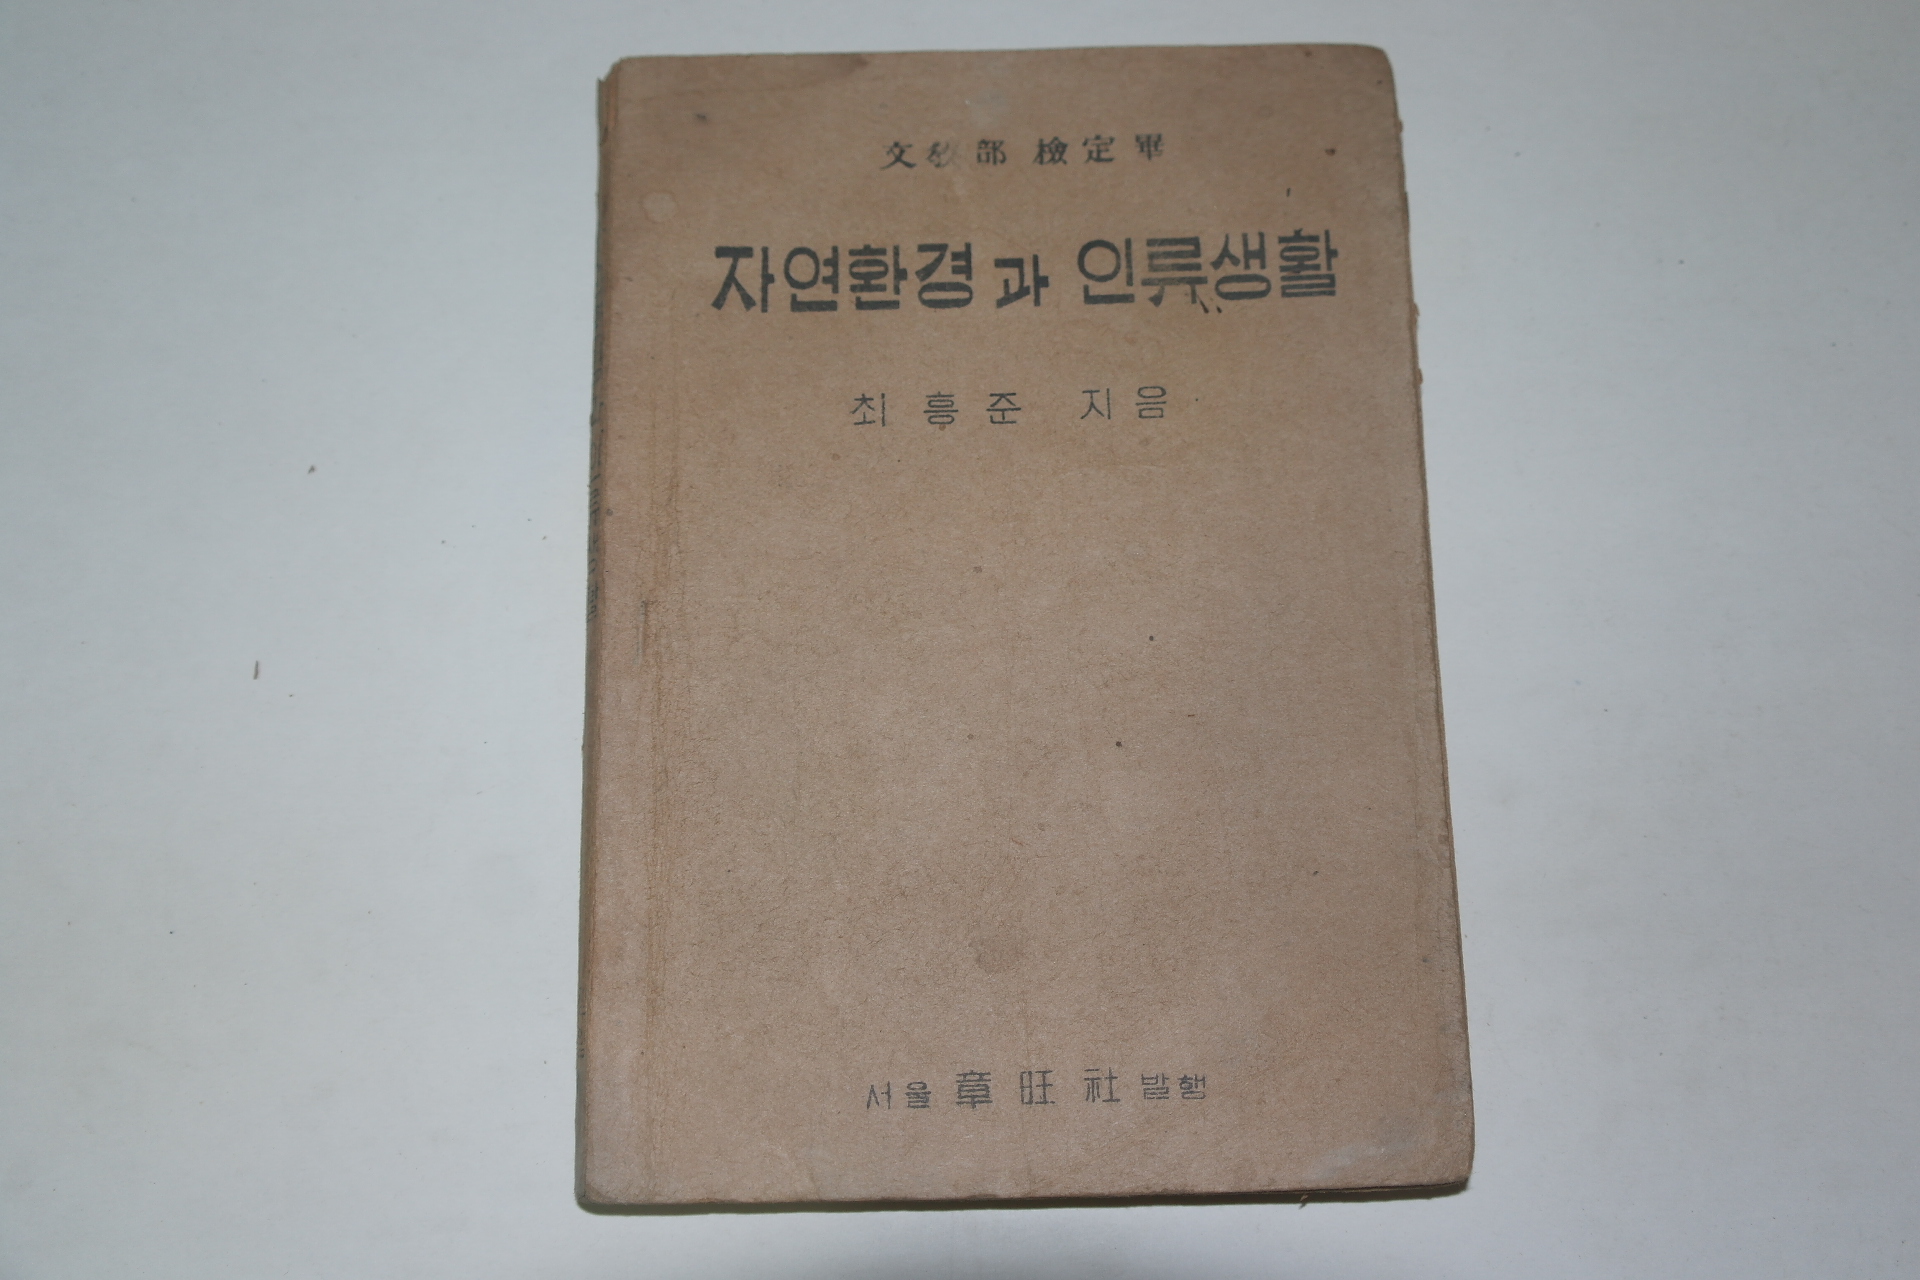 文敎部 檢定畢
자연환경과 인류생활
최흥준 지음
서울 章旺社 발행